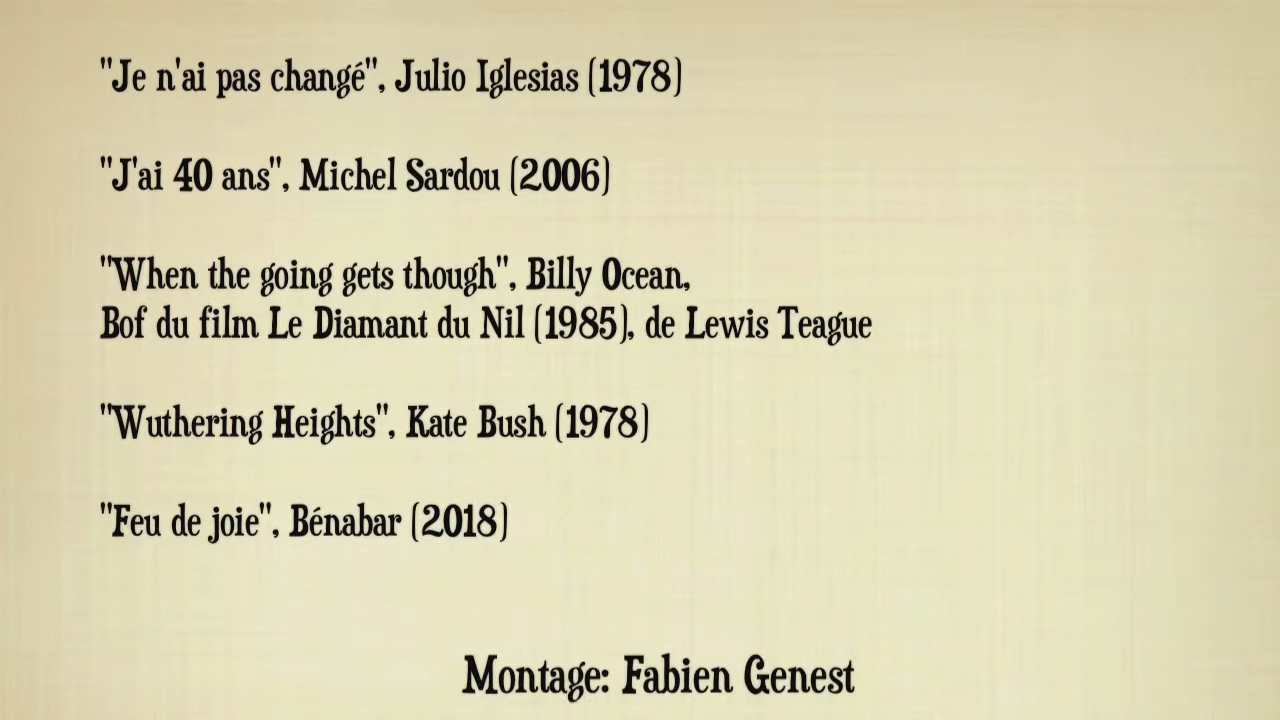 "Je n'ai pas changé", Julio Iglesias (1978)
"J'ai 40 ans", Michel Sardou (2006)
"When the going gets though", Billy Ocean,
Bof du film Le Diamant du Nil (1985), de Lewis Teague
"Wuthering Heights", Kate Bush (1978)
"Feu de joie", Bénabar (2018)
Montage: Fabien Genest